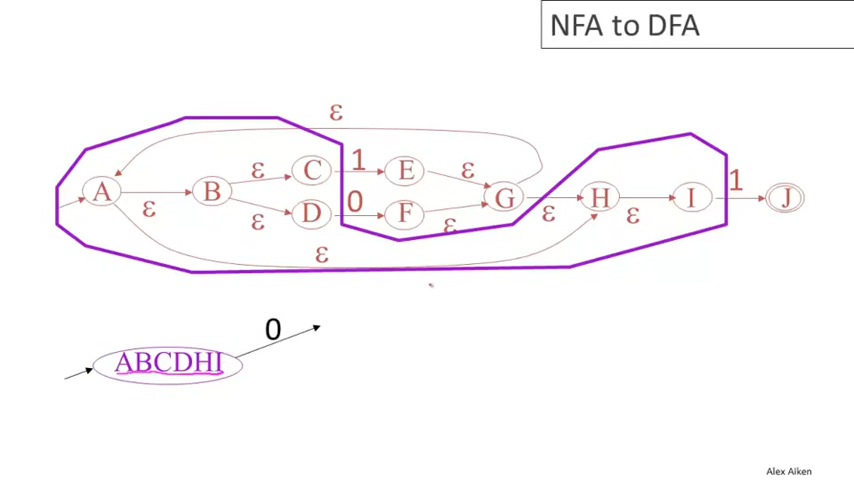 NFA to DFA
ε
C 1 E
ε ε
A B G H I 1 J
ε ε ε
D 0 F
ε ε
ε
0
ABCDHI
Alex Aiken